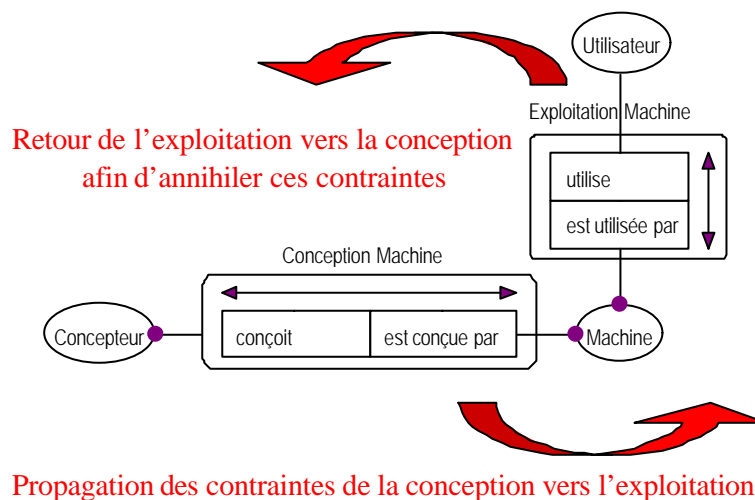 Utilisateur
Exploitation Machine
Retour de l'exploitation vers la conception
afin d'annihiler ces contraintes
utilise
est utilisée par
Conception Machine
Concepteur
conçoit
est conçue par
Machine
Propagation des contraintes de la conception vers l'exploitation